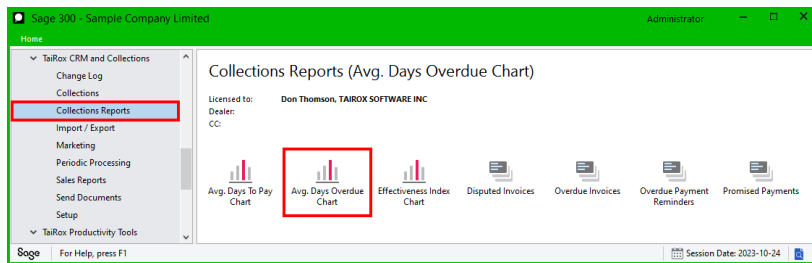 Sage 300 - Sample Company Limited
Administrator
Home
TaiRox CRM and Collections
Change Log
Collections
Collections Reports
Import / Export
Marketing
Periodic Processing
Sales Reports
Send Documents
Setup
TaiRox Productivity Tools
Collections Reports (Avg. Days Overdue Chart)
Licensed to: Don Thomson, TAIROX SOFTWARE INC
Dealer:
CC:
Avg. Days To Pay
Chart
Avg. Days Overdue
Chart
Effectiveness Index
Chart
Disputed Invoices
Overdue Invoices
Overdue Payment
Reminders
Promised Payments
Sage For Help, press F1
Session Date: 2023-10-24